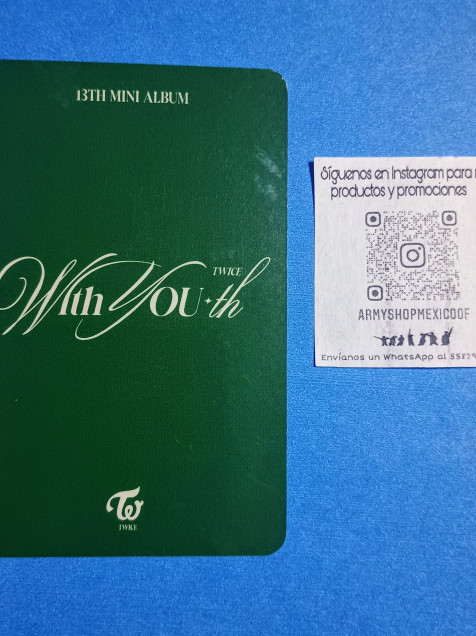 13TH MINI ALBUM
TWICE
With YOU-th
TWICE
Síguenos en Instagram para
productos y promociones
ARMYSHOPMEXICOOF
Envíanos un WhatsApp al 55829